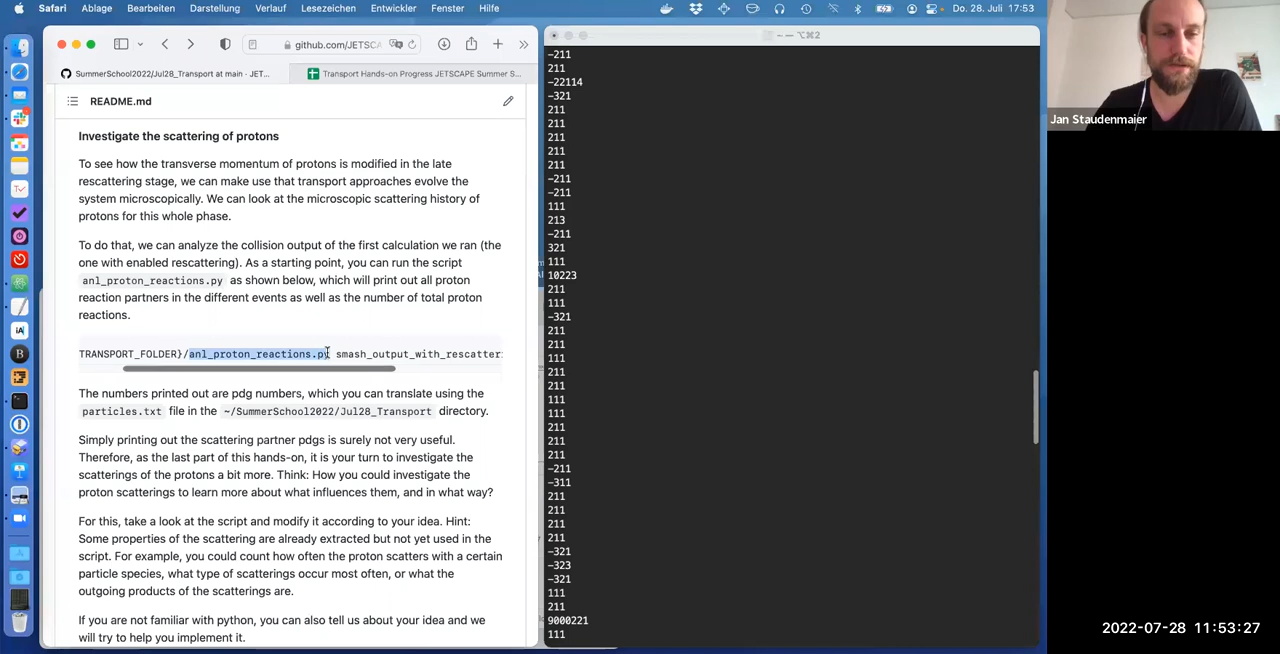 Safari Ablage Bearbeiten Darstellung Verlauf Lesezeichen Entwickler Fenster Hilfe
Do. 28. Juli 17:53
github.com/JETSCA
SummerSchool2022/Jul28_Transport at main · JET...
Transport Hands-on Progress JETSCAPE Summer S...
README.md
Investigate the scattering of protons
To see how the transverse momentum of protons is modified in the late
rescattering stage, we can make use that transport approaches evolve the
system microscopically. We can look at the microscopic scattering history of
protons for this whole phase.
To do that, we can analyze the collision output of the first calculation we ran (the
one with enabled rescattering). As a starting point, you can run the script
anl_proton_reactions.py as shown below, which will print out all proton
reaction partners in the different events as well as the number of total proton
reactions.
TRANSPORT_FOLDER}/anl_proton_reactions.py smash_output_with_rescatter
The numbers printed out are pdg numbers, which you can translate using the
particles.txt file in the ~/SummerSchool2022/Jul28_Transport directory.
Simply printing out the scattering partner pdgs is surely not very useful.
Therefore, as the last part of this hands-on, it is your turn to investigate the
scatterings of the protons a bit more. Think: How you could investigate the
proton scatterings to learn more about what influences them, and in what way?
For this, take a look at the script and modify it according to your idea. Hint:
Some properties of the scattering are already extracted but not yet used in the
script. For example, you could count how often the proton scatters with a certain
particle species, what type of scatterings occur most often, or what the
outgoing products of the scatterings are.
If you are not familiar with python, you can also tell us about your idea and we
will try to help you implement it.
⌥⌘2
-211
211
-22114
-321
211
211
211
211
211
-211
-211
111
213
-211
321
111
10223
211
111
-321
211
211
111
211
211
111
111
211
211
211
-211
-311
211
211
211
211
-321
-323
-321
111
211
9000221
111
Jan Staudenmaier
2022-07-28 11:53:27